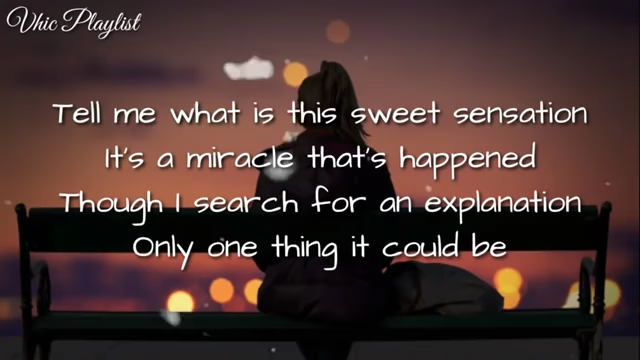 Vhic Playlist
Tell me what is this sweet sensation
It's a miracle that's happened
Though I search for an explanation
Only one thing it could be